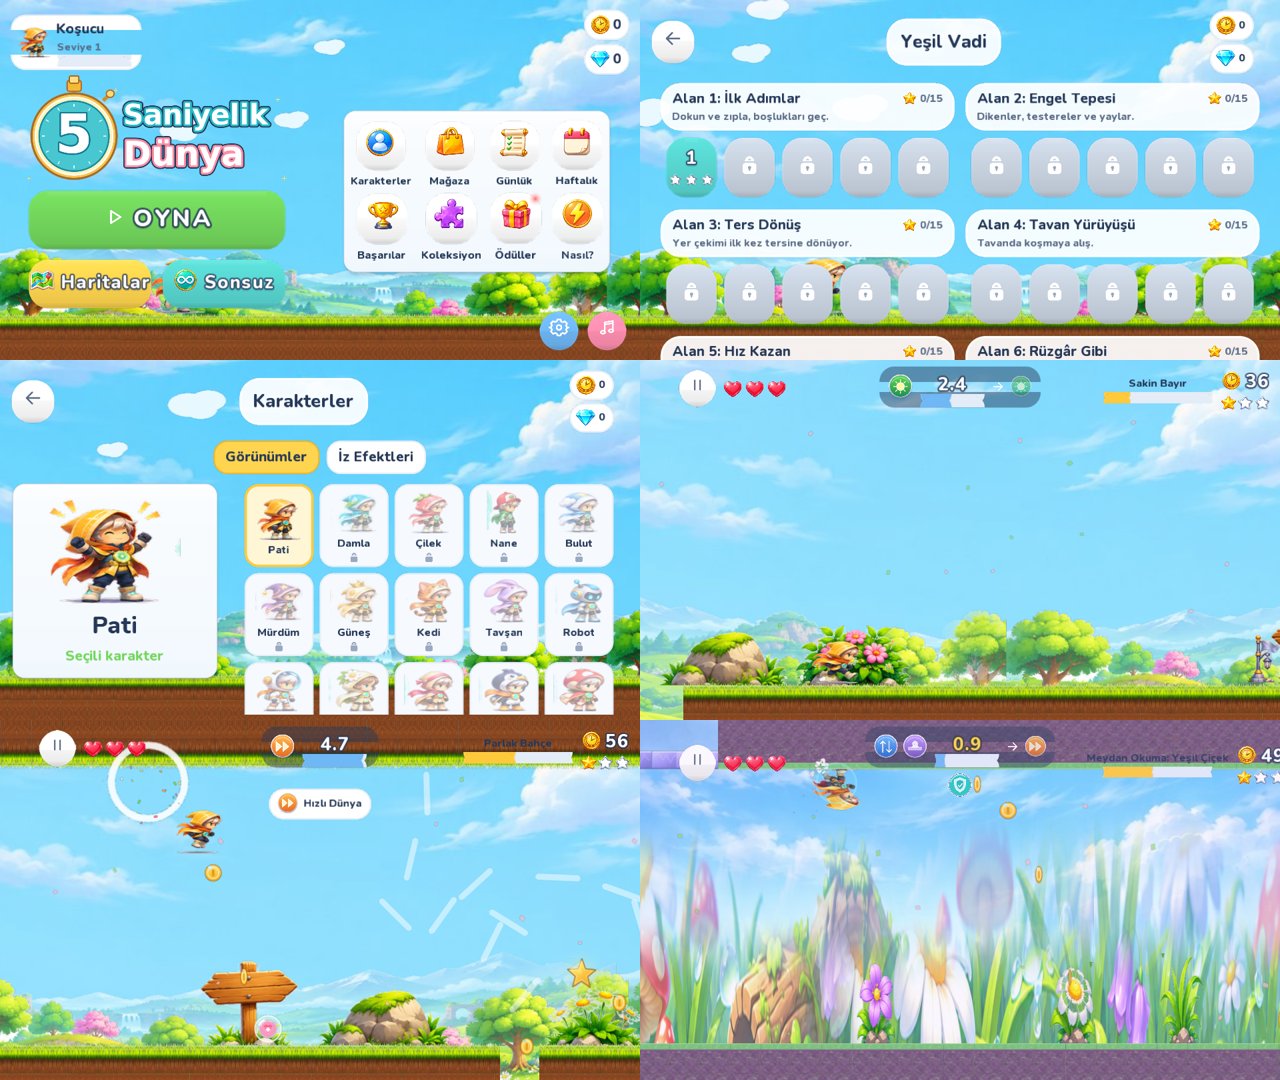 Koşucu
Seviye 1
0
0
5 Saniyelik
Dünya
OYNA
Haritalar
Sonsuz
Karakterler
Mağaza
Günlük
Haftalık
Başarılar
Koleksiyon
Ödüller
Nasıl?
Yeşil Vadi
0
0
Alan 1: İlk Adımlar
0/15
Dokun ve zıpla, boşlukları geç.
Alan 2: Engel Tepesi
0/15
Dikenler, testereler ve yaylar.
1
Alan 3: Ters Dönüş
0/15
Yer çekimi ilk kez tersine dönüyor.
Alan 4: Tavan Yürüyüşü
0/15
Tavanda koşmaya alış.
Alan 5: Hız Kazan
0/15
Alan 6: Rüzgâr Gibi
0/15
Karakterler
0
0
Görünümler
İz Efektleri
Pati
Seçili karakter
Pati
Damla
Çilek
Nane
Bulut
Mürdüm
Güneş
Kedi
Tavşan
Robot
2.4
Sakin Bayır
36
4.7
Parlak Bahçe
56
Hızlı Dünya
0.9
Meydan Okuma: Yeşil Çiçek
49